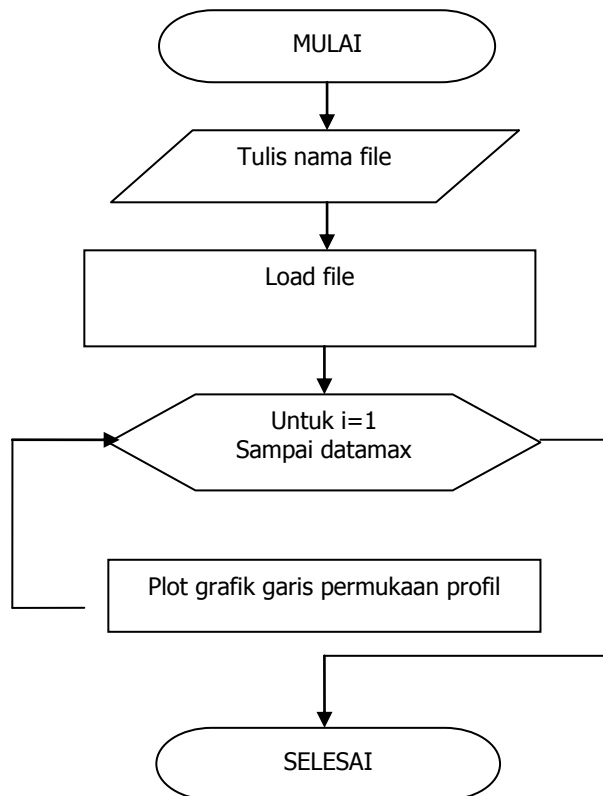 MULAI
Tulis nama file
Load file
Untuk i=1
Sampai datamax
Plot grafik garis permukaan profil
SELESAI